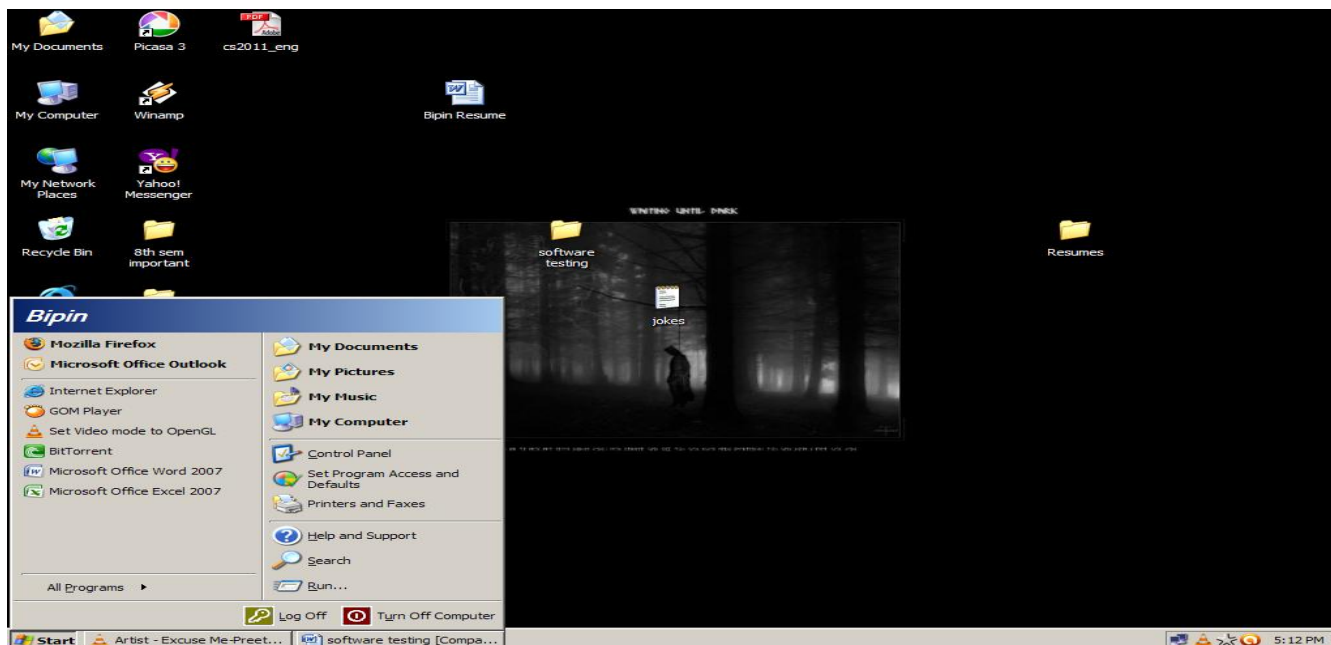 My Documents
Picasa 3
cs2011_eng
My Computer
Winamp
Bipin Resume
My Network
Places
Yahoo!
Messenger
Recycle Bin
8th sem
important
WAITING UNTIL DARK
software
testing
jokes
Resumes
Bipin
Mozilla Firefox
Microsoft Office Outlook
Internet Explorer
GOM Player
Set Video mode to OpenGL
BitTorrent
Microsoft Office Word 2007
Microsoft Office Excel 2007
All Programs
My Documents
My Pictures
My Music
My Computer
Control Panel
Set Program Access and
Defaults
Printers and Faxes
Help and Support
Search
Run...
Log Off
Turn Off Computer
Start
Artist - Excuse Me-Preet...
software testing [Compa...
5:12 PM